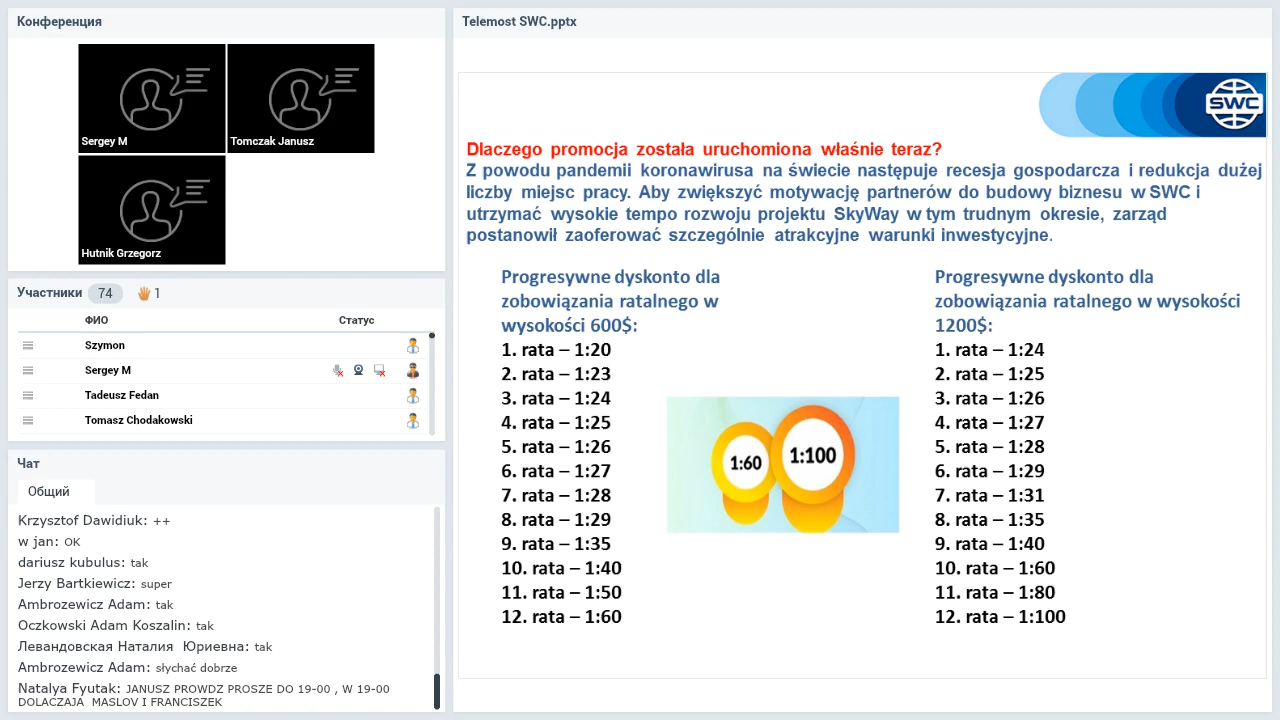 Конференция
Sergey M
Tomczak Janusz
Hutnik Grzegorz
Участники 74 1
ФИО Статус
Szymon
Sergey M
Tadeusz Fedan
Tomasz Chodakowski
Чат
Общий
Krzysztof Dawidiuk: ++
w jan: OK
dariusz kubulus: tak
Jerzy Bartkiewicz: super
Ambrozewicz Adam: tak
Oczkowski Adam Koszalin: tak
Левандовская Наталия Юриевна: tak
Ambrozewicz Adam: słychać dobrze
Natalya Fyutak: JANUSZ PROWDZ PROSZE DO 19-00 , W 19-00
DOLACZAJA MASLOV I FRANCISZEK
Telemost SWC.pptx
SWC
Dlaczego promocja została uruchomiona właśnie teraz?
Z powodu pandemii koronawirusa na świecie następuje recesja gospodarcza i redukcja dużej
liczby miejsc pracy. Aby zwiększyć motywację partnerów do budowy biznesu w SWC i
utrzymać wysokie tempo rozwoju projektu SkyWay w tym trudnym okresie, zarząd
postanowił zaoferować szczególnie atrakcyjne warunki inwestycyjne.
Progresywne dyskonto dla
zobowiązania ratalnego w
wysokości 600$:
1. rata – 1:20
2. rata – 1:23
3. rata – 1:24
4. rata – 1:25
5. rata – 1:26
6. rata – 1:27
7. rata – 1:28
8. rata – 1:29
9. rata – 1:35
10. rata – 1:40
11. rata – 1:50
12. rata – 1:60
1:60
1:100
Progresywne dyskonto dla
zobowiązania ratalnego w wysokości
1200$:
1. rata – 1:24
2. rata – 1:25
3. rata – 1:26
4. rata – 1:27
5. rata – 1:28
6. rata – 1:29
7. rata – 1:31
8. rata – 1:35
9. rata – 1:40
10. rata – 1:60
11. rata – 1:80
12. rata – 1:100